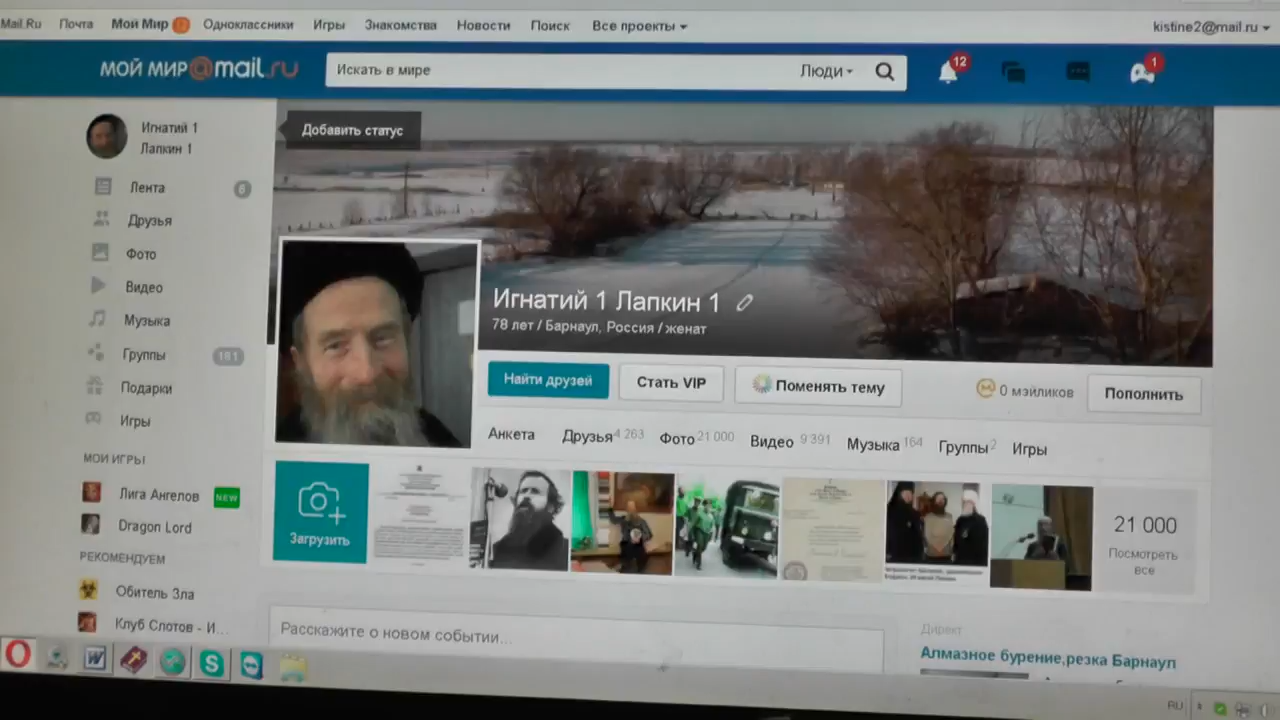 Mail.Ru Почта Мой Мир Одноклассники Игры Знакомства Новости Поиск Все проекты
kistine2@mail.ru
МОЙ МИР@mail.ru
Искать в мире
Люди
12
1
Игнатий 1
Лапкин 1
Добавить статус
Лента 6
Друзья
Фото
Видео
Музыка
Группы 181
Подарки
Игры
МОИ ИГРЫ
Лига Ангелов NEW
Dragon Lord
РЕКОМЕНДУЕМ
Обитель Зла
Клуб Слотов - И...
Игнатий 1 Лапкин 1
78 лет / Барнаул, Россия / женат
Найти друзей
Стать VIP
Поменять тему
0 мэйликов
Пополнить
Анкета Друзья 4 263 Фото 21 000 Видео 9 391 Музыка 164 Группы 2 Игры
Загрузить
21 000
Посмотреть
все
Расскажите о новом событии...
Директ
Алмазное бурение,резка Барнаул
RU